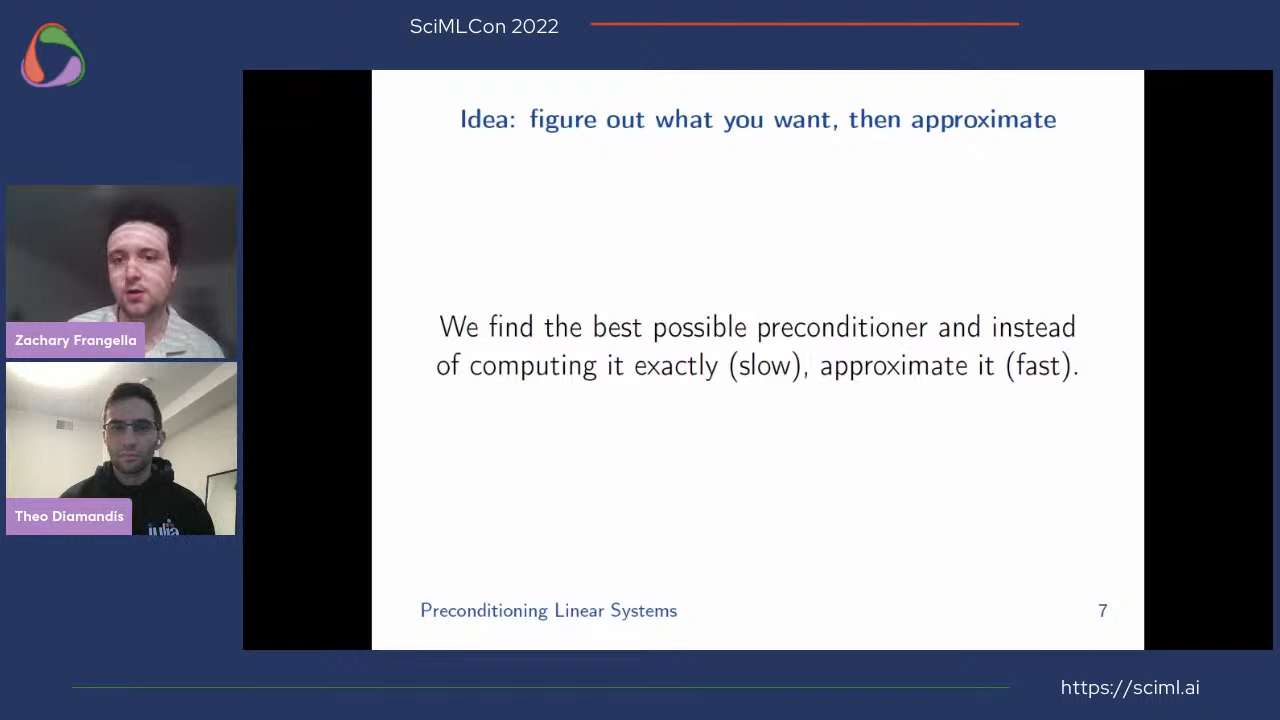 SciMLCon 2022
Idea: figure out what you want, then approximate
We find the best possible preconditioner and instead
of computing it exactly (slow), approximate it (fast).
Preconditioning Linear Systems
7
Zachary Frangella
Theo Diamandis
julia
https://sciml.ai